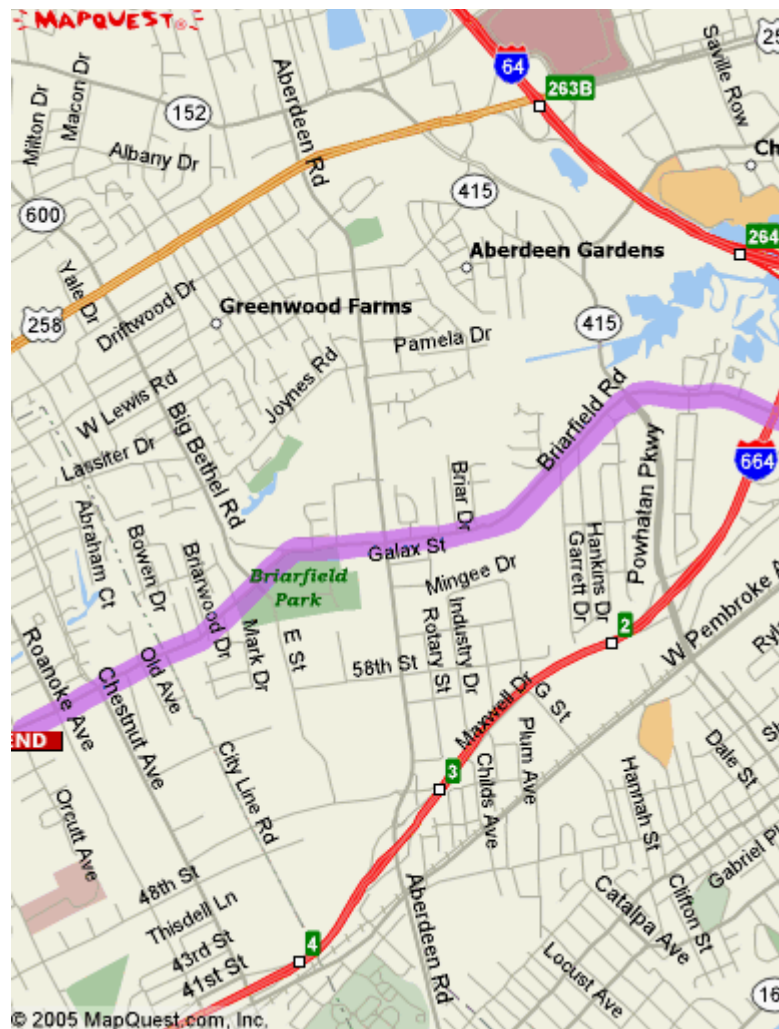 MAPQUEST
64
263B
25
Saville Row
152
Aberdeen Rd
Milton Dr
Macon Dr
Albany Dr
Ch
600
415
264
Aberdeen Gardens
Yale Dr
258
Driftwood Dr
Greenwood Farms
415
Pamela Dr
Joynes Rd
W Lewis Rd
Briarfield Rd
Big Bethel Rd
Lassiter Dr
664
Powhatan Pkwy
Briar Dr
Abraham Ct
Bowen Dr
Briarwood Dr
Galax St
Hankins Dr
Garrett Dr
Mingee Dr
Briarfield
Park
Industry Dr
Rotary St
2
W Pembroke A
Roanoke Ave
Chestnut Ave
Old Ave
Mark Dr
E St
58th St
Maxwell Dr
G St
END
City Line Rd
3
Plum Ave
Childs Ave
Dale St
Hannah St
Orcutt Ave
48th St
Thisdell Ln
Aberdeen Rd
Catalpa Ave
Clifton St
Gabriel P
43rd St
41st St
4
Locust Ave
16
© 2005 MapQuest.com, Inc.